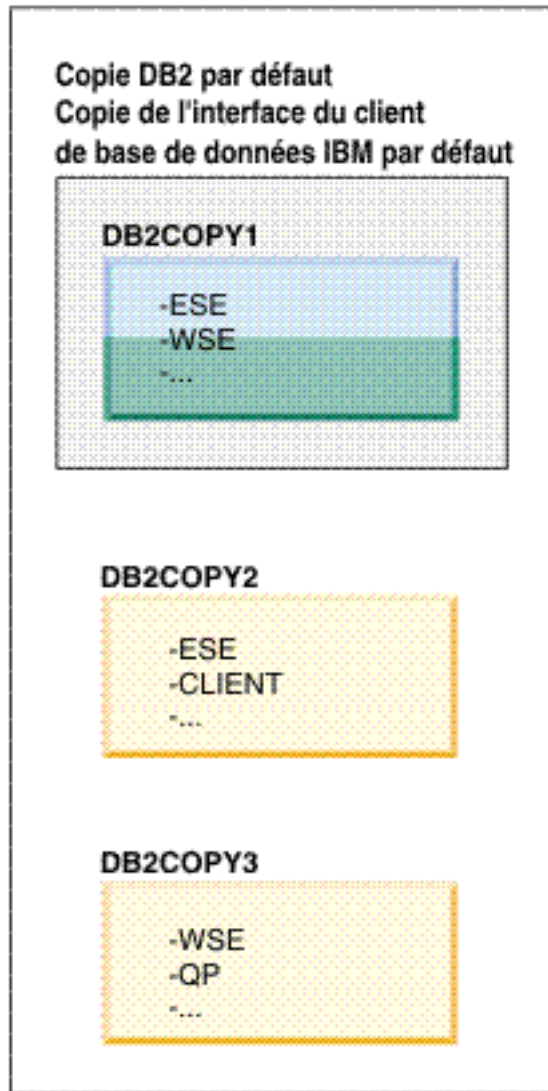 Copie DB2 par défaut
Copie de l'interface du client
de base de données IBM par défaut
DB2COPY1
-ESE
-WSE
-...
DB2COPY2
-ESE
-CLIENT
-...
DB2COPY3
-WSE
-QP
-...